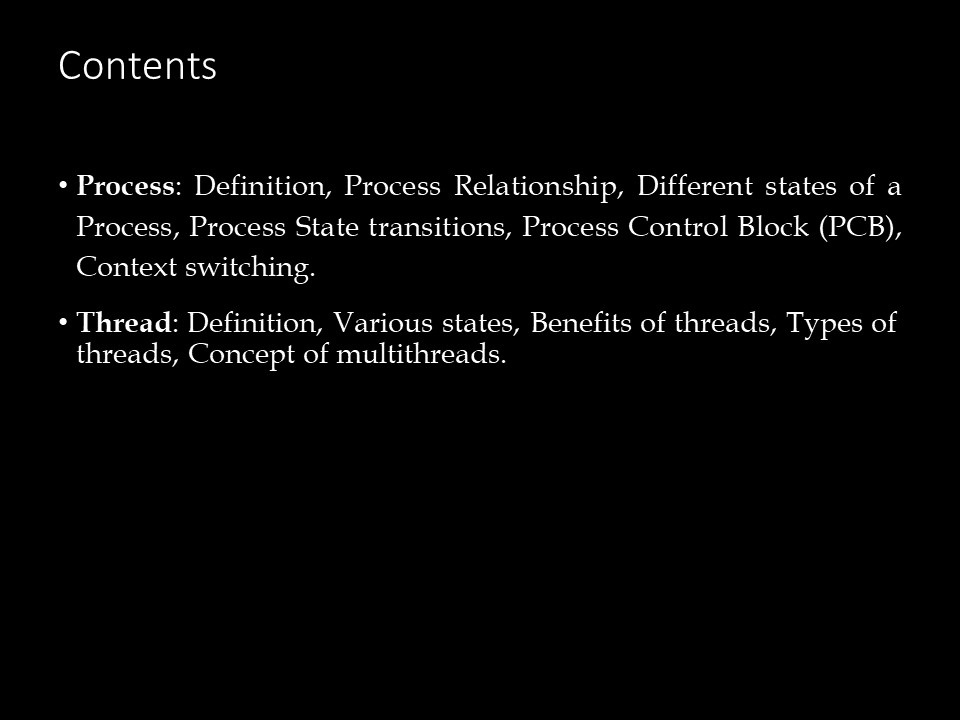 Contents
• Process: Definition, Process Relationship, Different states of a
Process, Process State transitions, Process Control Block (PCB),
Context switching.
• Thread: Definition, Various states, Benefits of threads, Types of
threads, Concept of multithreads.